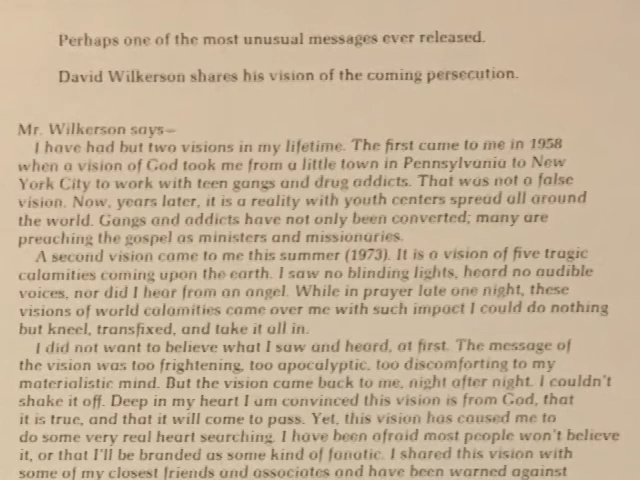 Perhaps one of the most unusual messages ever released.
David Wilkerson shares his vision of the coming persecution.
Mr. Wilkerson says—
I have had but two visions in my lifetime. The first came to me in 1958
when a vision of God took me from a little town in Pennsylvania to New
York City to work with teen gangs and drug addicts. That was not a false
vision. Now, years later, it is a reality with youth centers spread all around
the world. Gangs and addicts have not only been converted; many are
preaching the gospel as ministers and missionaries.
A second vision came to me this summer (1973). It is a vision of five tragic
calamities coming upon the earth. I saw no blinding lights, heard no audible
voices, nor did I hear from an angel. While in prayer late one night, these
visions of world calamities came over me with such impact I could do nothing
but kneel, transfixed, and take it all in.
I did not want to believe what I saw and heard, at first. The message of
the vision was too frightening, too apocalyptic, too discomforting to my
materialistic mind. But the vision came back to me, night after night. I couldn't
shake it off. Deep in my heart I am convinced this vision is from God, that
it is true, and that it will come to pass. Yet, this vision has caused me to
do some very real heart searching. I have been afraid most people won't believe
it, or that I'll be branded as some kind of fanatic. I shared this vision with
some of my closest friends and associates and have been warned against